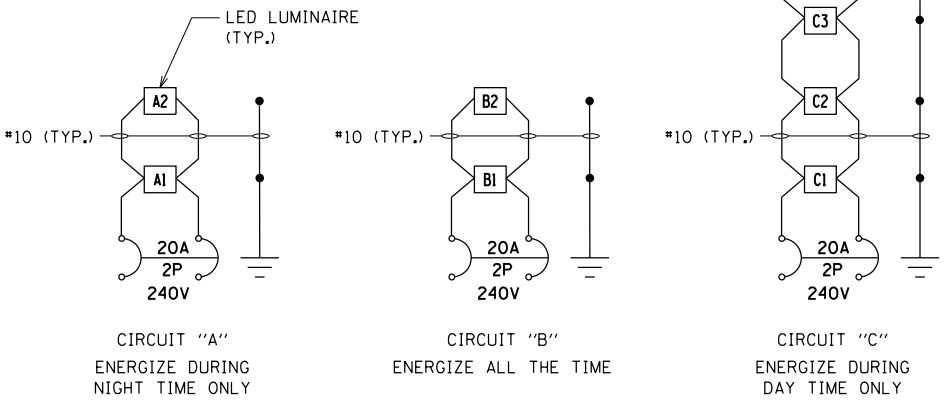 LED LUMINAIRE
(TYP.)
C3
A2
B2
C2
#10 (TYP.)
#10 (TYP.)
#10 (TYP.)
A1
B1
C1
20A
2P
240V
20A
2P
240V
20A
2P
240V
CIRCUIT "A"
ENERGIZE DURING
NIGHT TIME ONLY
CIRCUIT "B"
ENERGIZE ALL THE TIME
CIRCUIT "C"
ENERGIZE DURING
DAY TIME ONLY